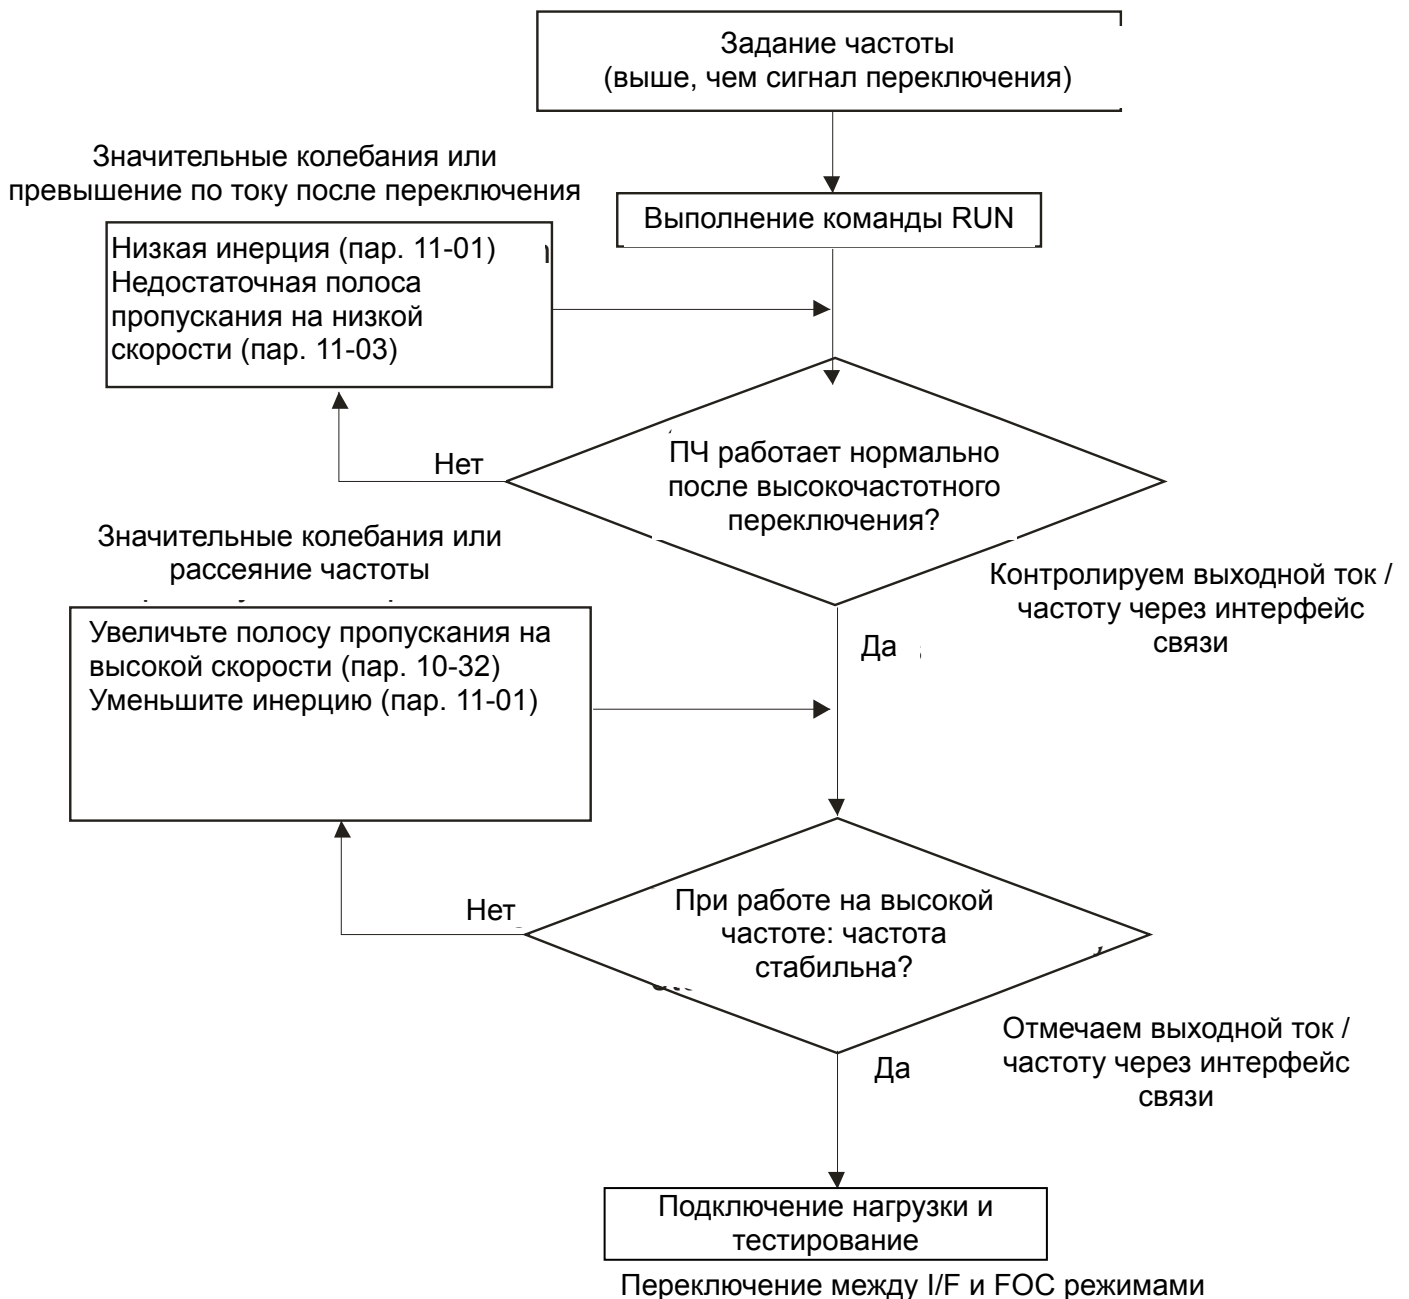 Задание частоты
(выше, чем сигнал переключения)
Значительные колебания или
превышение по току после переключения
Выполнение команды RUN
Низкая инерция (пар. 11-01)
Недостаточная полоса
пропускания на низкой
скорости (пар. 11-03)
Нет
ПЧ работает нормально
после высокочастотного
переключения?
Значительные колебания или
рассеяние частоты
Контролируем выходной ток /
частоту через интерфейс
связи
Да
Увеличьте полосу пропускания на
высокой скорости (пар. 10-32)
Уменьшите инерцию (пар. 11-01)
Нет
При работе на высокой
частоте: частота
стабильна?
Отмечаем выходной ток /
частоту через интерфейс
связи
Да
Подключение нагрузки и
тестирование
Переключение между I/F и FOC режимами